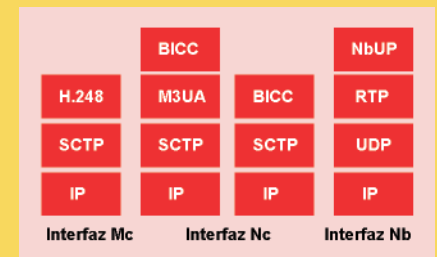 BICC NbUP
H.248 M3UA BICC RTP
SCTP SCTP SCTP UDP
IP IP IP IP
Interfaz Mc Interfaz Nc Interfaz Nb